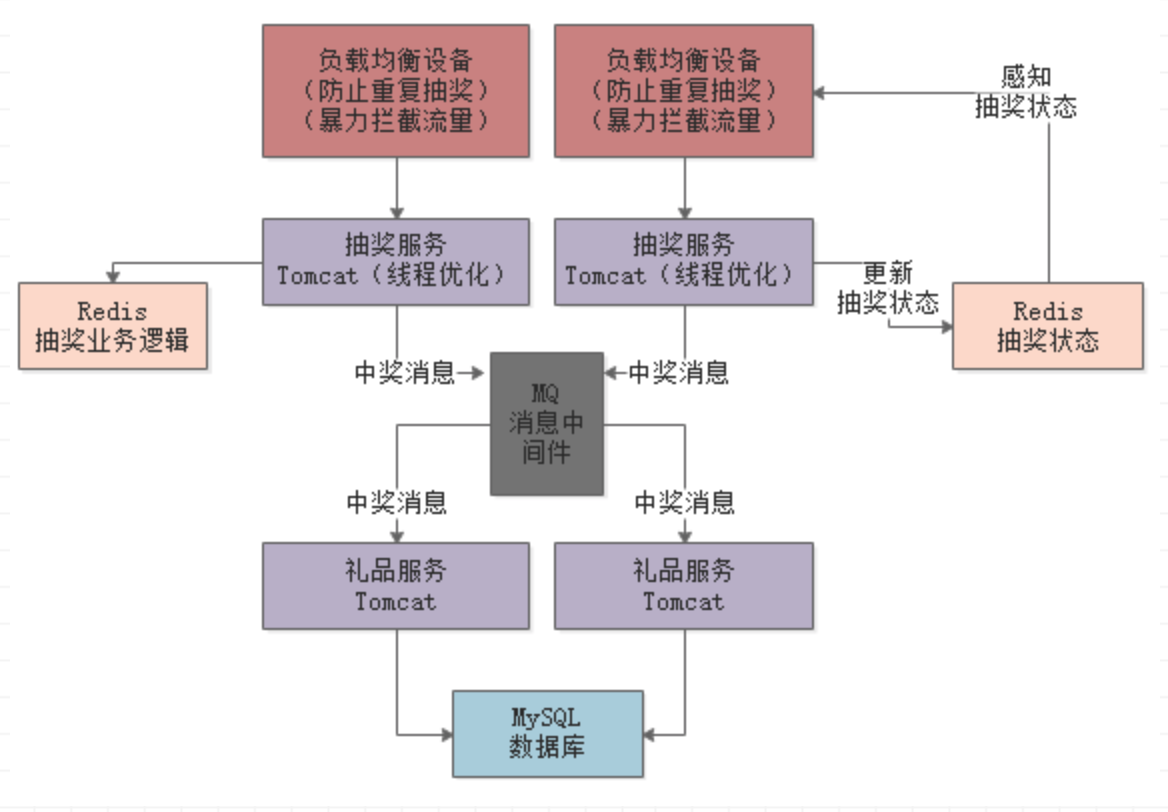 负载均衡设备
（防止重复抽奖）
（暴力拦截流量）
负载均衡设备
（防止重复抽奖）
（暴力拦截流量）
感知
抽奖状态
抽奖服务
Tomcat（线程优化）
抽奖服务
Tomcat（线程优化）
更新
抽奖状态
Redis
抽奖业务逻辑
Redis
抽奖状态
中奖消息
中奖消息
MQ
消息中
间件
中奖消息
中奖消息
礼品服务
Tomcat
礼品服务
Tomcat
MySQL
数据库